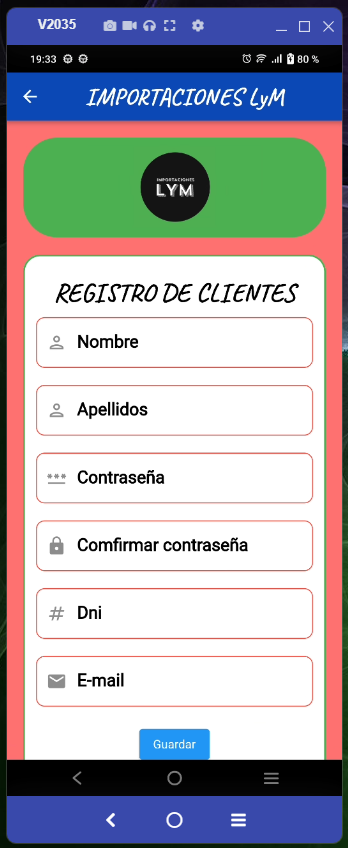 V2035
19:33
80 %
IMPORTACIONES LyM
IMPORTACIONES
LYM
REGISTRO DE CLIENTES
Nombre
Apellidos
*** Contraseña
Comfirmar contraseña
# Dni
E-mail
Guardar